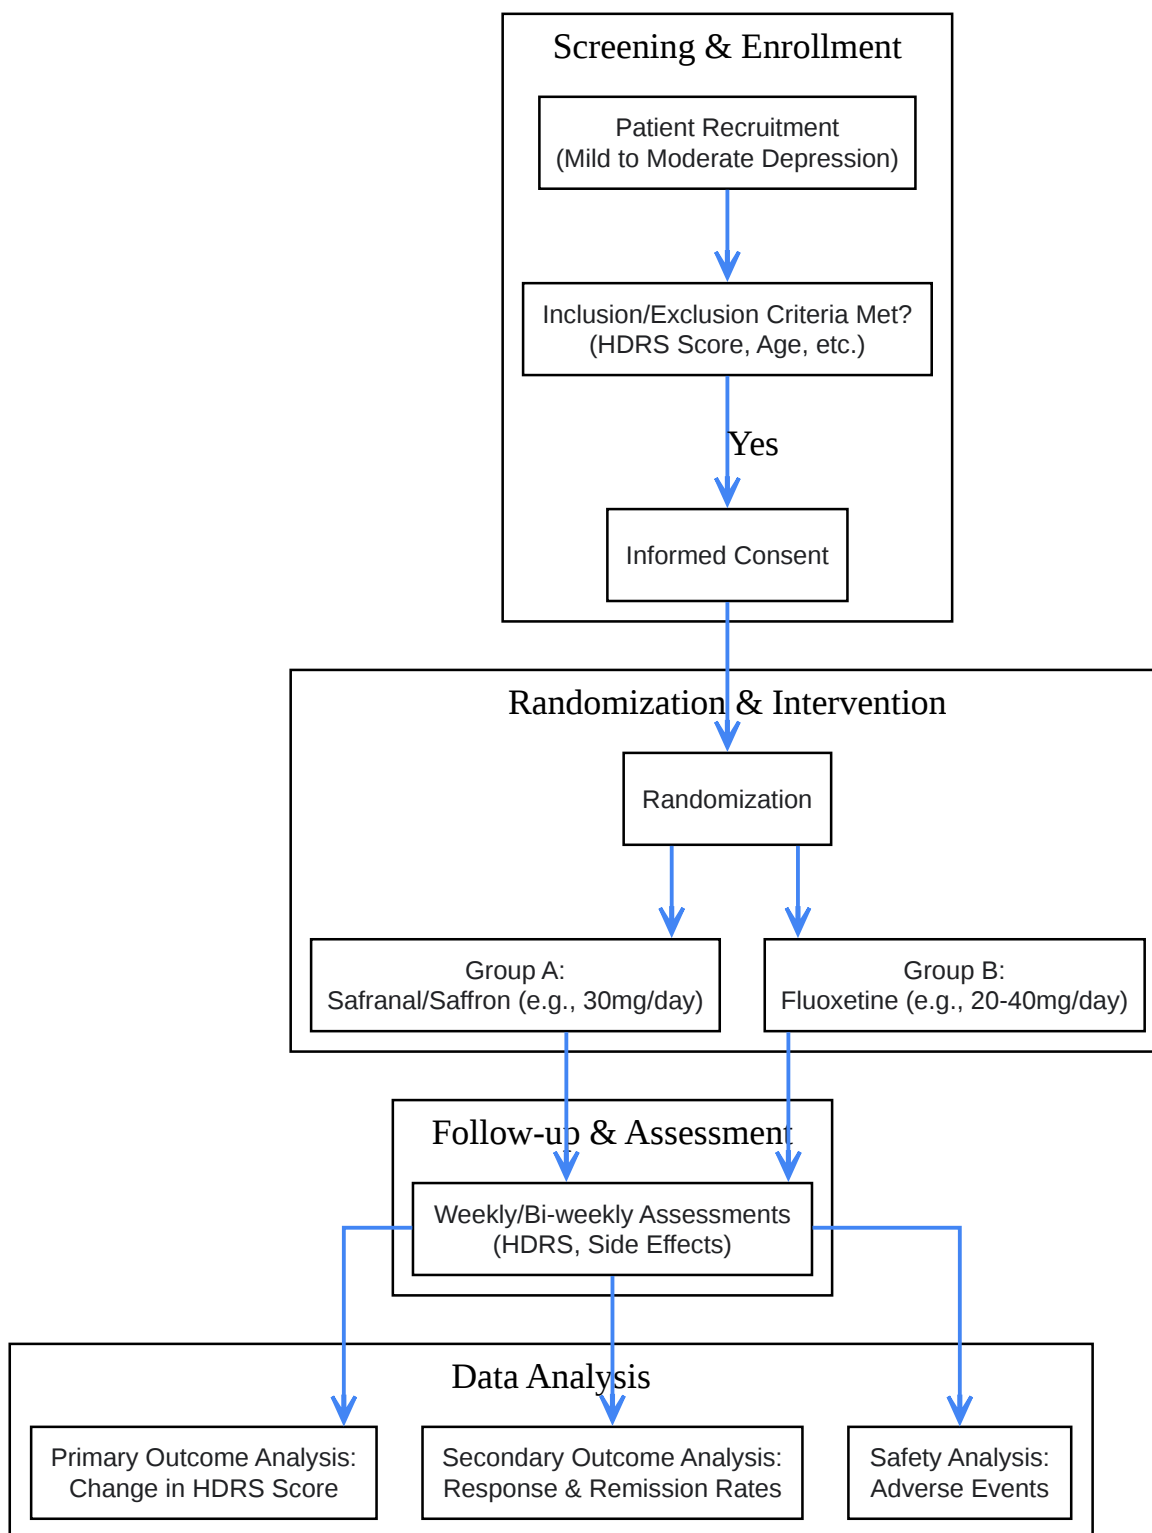 Screening & Enrollment
Patient Recruitment
(Mild to Moderate Depression)
Inclusion/Exclusion Criteria Met?
(HDRS Score, Age, etc.)
Yes
Informed Consent
Randomization & Intervention
Randomization
Group A:
Safranal/Saffron (e.g., 30mg/day)
Group B:
Fluoxetine (e.g., 20-40mg/day)
Follow-up & Assessment
Weekly/Bi-weekly Assessments
(HDRS, Side Effects)
Data Analysis
Primary Outcome Analysis:
Change in HDRS Score
Secondary Outcome Analysis:
Response & Remission Rates
Safety Analysis:
Adverse Events